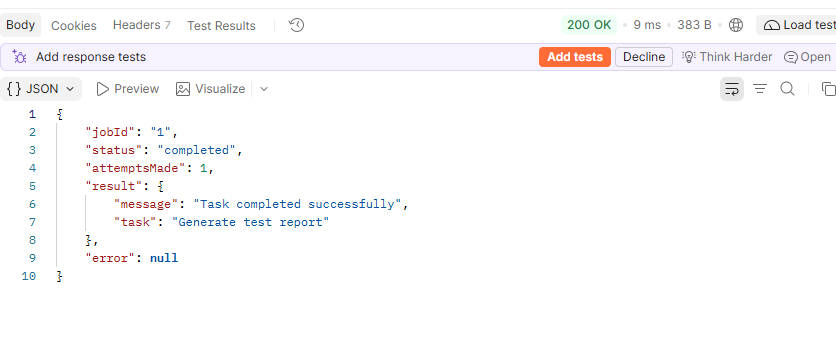 Body Cookies Headers 7 Test Results 200 OK • 9 ms • 383 B • Load test
Add response tests Add tests Decline Think Harder Open
{} JSON Preview Visualize
1 {
2 "jobId": "1",
3 "status": "completed",
4 "attemptsMade": 1,
5 "result": {
6 "message": "Task completed successfully",
7 "task": "Generate test report"
8 },
9 "error": null
10 }